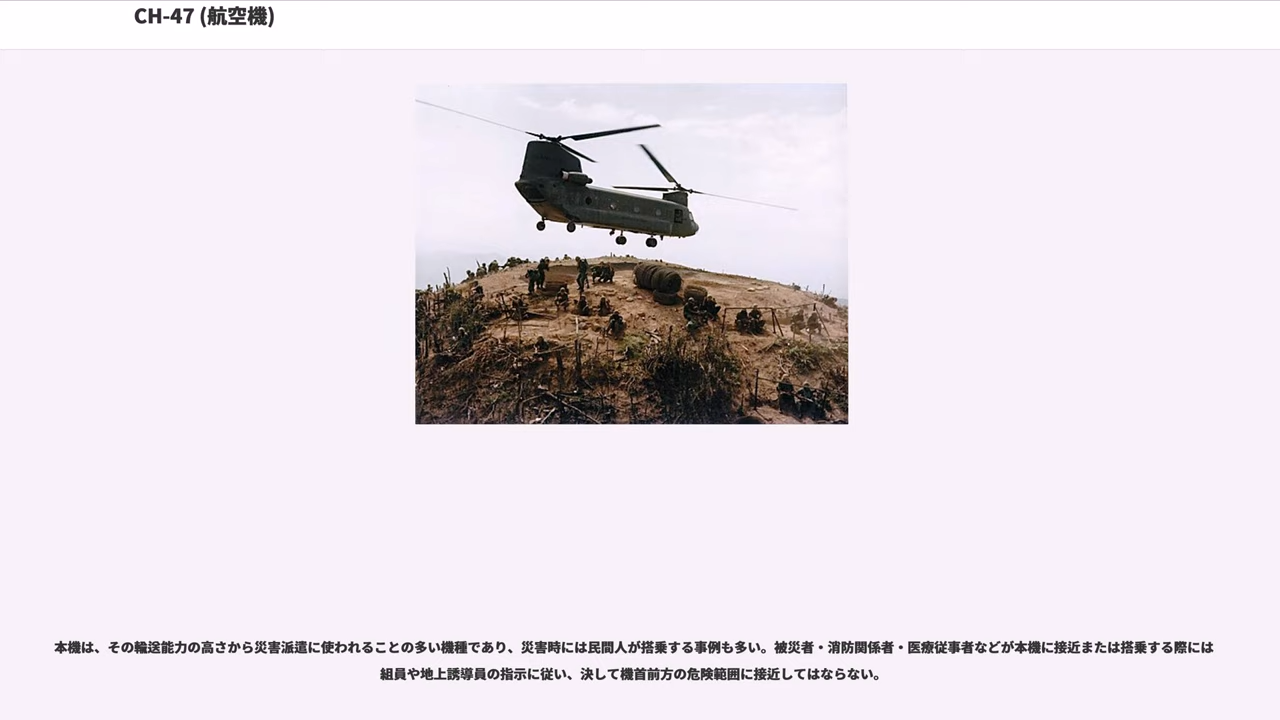 CH-47 (航空機)
本機は、その輸送能力の高さから災害派遣に使われることの多い機種であり、災害時には民間人が搭乗する事例も多い。被災者・消防関係者・医療従事者などが本機に接近または搭乗する際には
組員や地上誘導員の指示に従い、決して機首前方の危険範囲に接近してはならない。